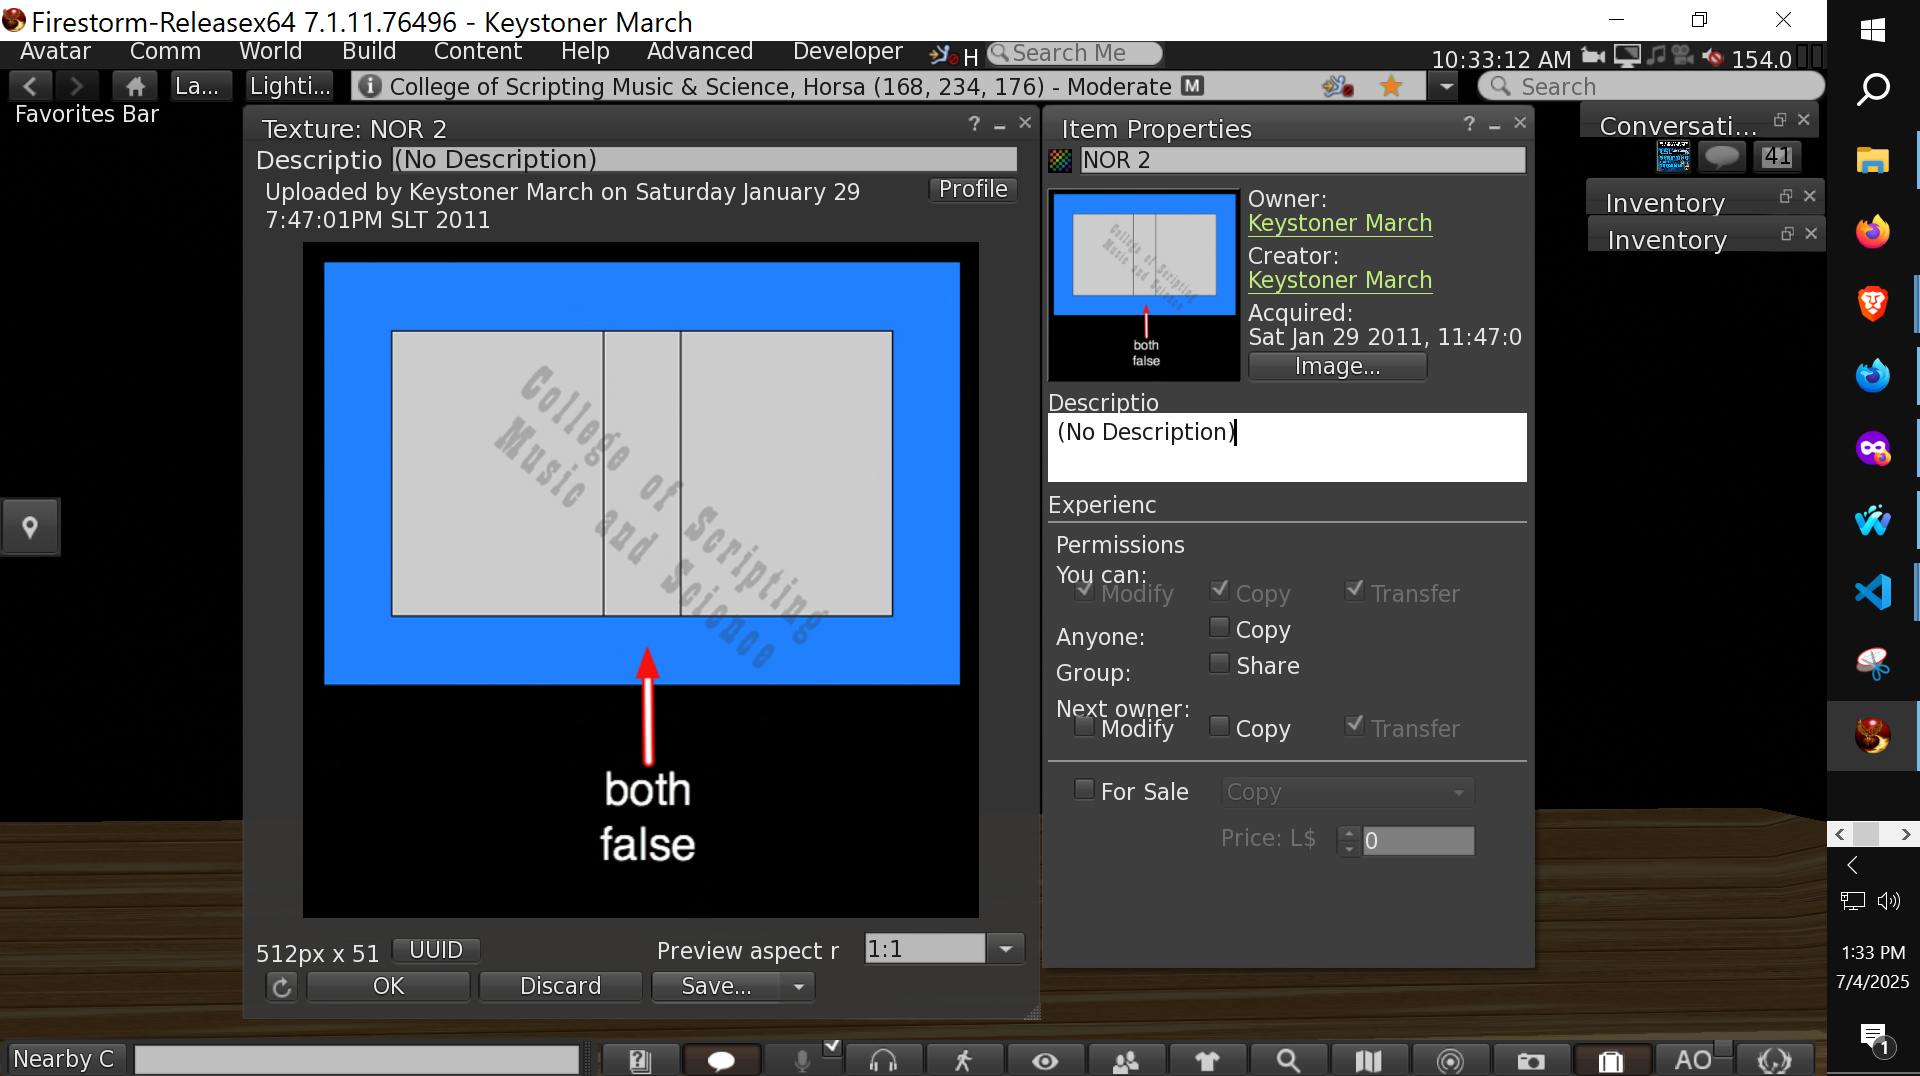 Firestorm-Releasex64 7.1.11.76496 - Keystoner March
Avatar Comm World Build Content Help Advanced Developer H Search Me 10:33:12 AM 154.0
La... Lighti... College of Scripting Music & Science, Horsa (168, 234, 176) - Moderate M Search
Favorites Bar
Texture: NOR 2 ?
Descriptio (No Description)
Uploaded by Keystoner March on Saturday January 29
7:47:01PM SLT 2011
Profile
College of Scripting
Music and Science
both
false
512px x 51 UUID Preview aspect r 1:1
OK Discard Save...
Item Properties ?
NOR 2
College of Scripting
Music and Science
both
false
Owner:
Keystoner March
Creator:
Keystoner March
Acquired:
Sat Jan 29 2011, 11:47:0
Image...
Descriptio
(No Description)
Experienc
Permissions
You can:
Modify Copy Transfer
Anyone: Copy
Group: Share
Next owner:
Modify Copy Transfer
For Sale Copy
Price: L$ 0
Conversati...
41
Inventory
Inventory
Nearby C
AO
1:33 PM
7/4/2025
1